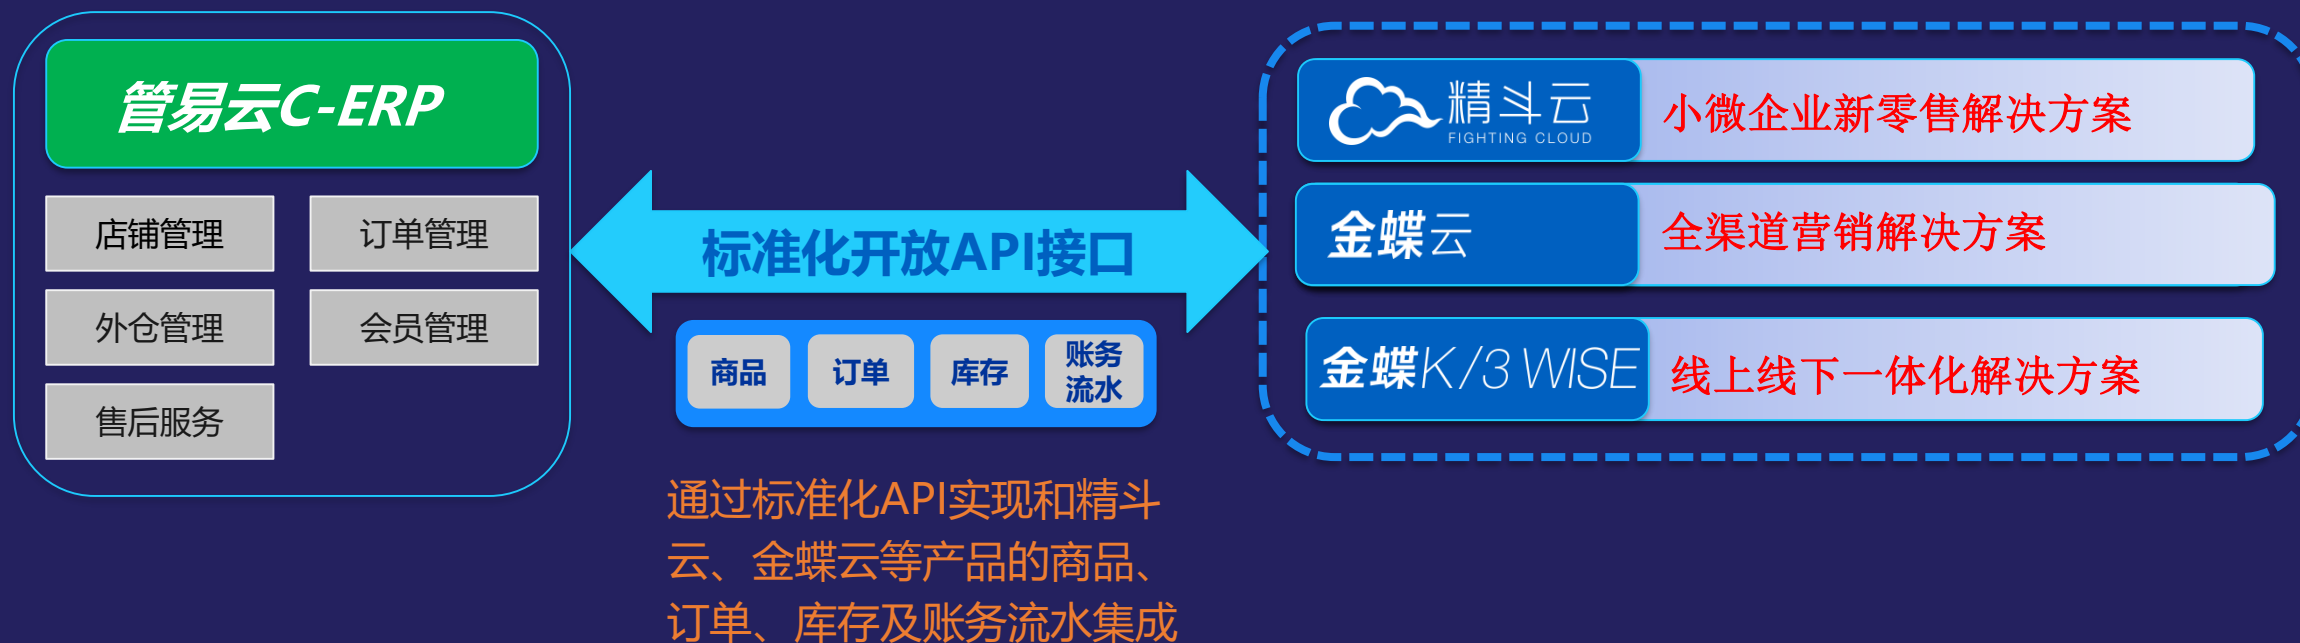 管易云C-ERP
店铺管理
订单管理
外仓管理
会员管理
售后服务
标准化开放API接口
商品
订单
库存
账务
流水
通过标准化API实现和精斗
云、金蝶云等产品的商品、
订单、库存及账务流水集成
精斗云
FIGHTING CLOUD
小微企业新零售解决方案
金蝶云
全渠道营销解决方案
金蝶K/3 WISE
线上线下一体化解决方案